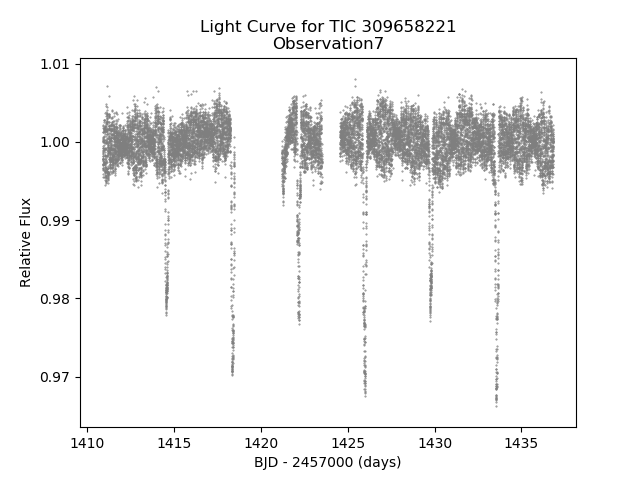 Light Curve for TIC 309658221
Observation7
1.01
1.00
0.99
0.98
0.97
Relative Flux
1410 1415 1420 1425 1430 1435
BJD - 2457000 (days)